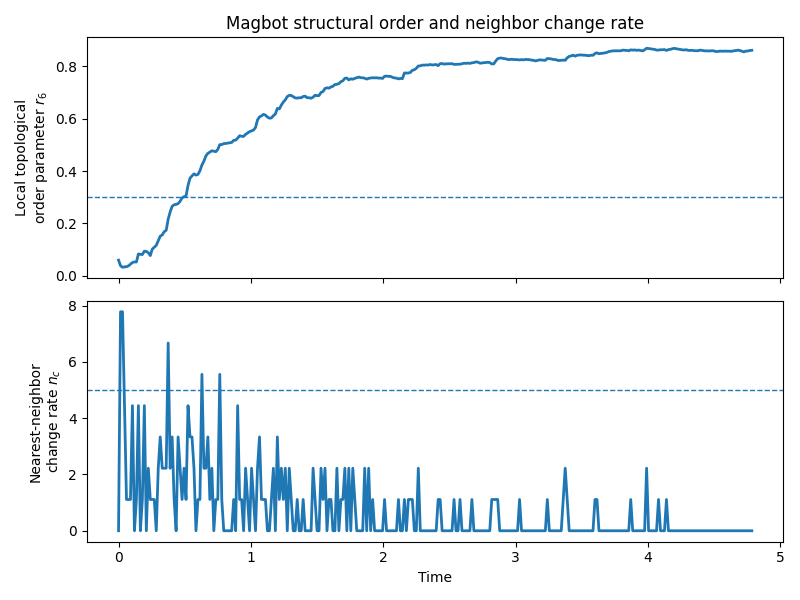 Magbot structural order and neighbor change rate
Local topological
order parameter r₆
0.8
0.6
0.4
0.2
0.0
Nearest-neighbor
change rate n_c
8
6
4
2
0
0 1 2 3 4 5
Time